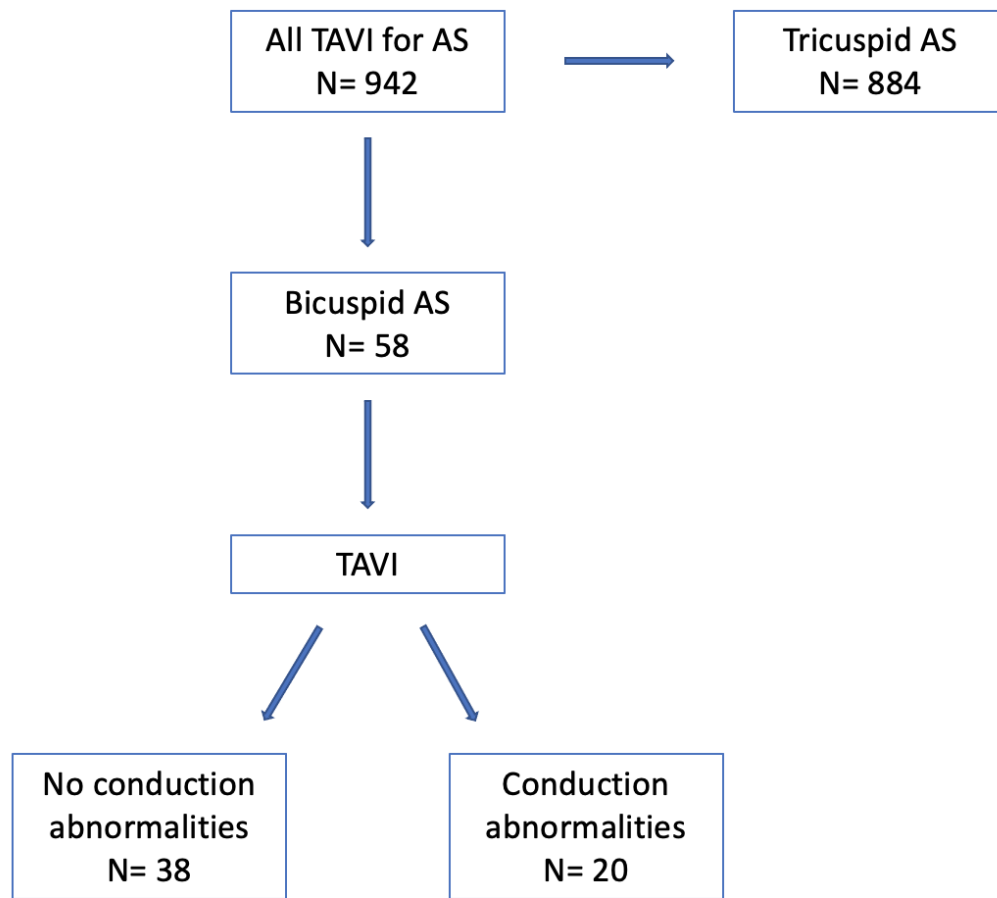 All TAVI for AS
N= 942
Tricuspid AS
N= 884
Bicuspid AS
N= 58
TAVI
No conduction
abnormalities
N= 38
Conduction
abnormalities
N= 20